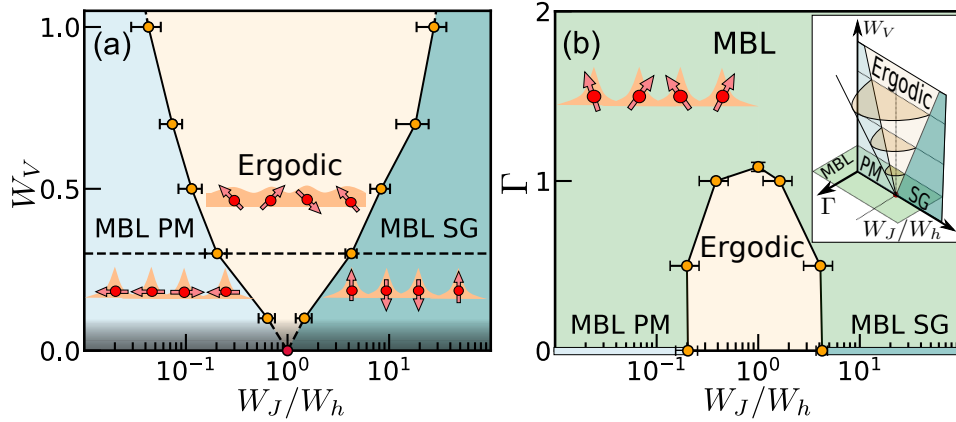 (a)
W_V
1.0
0.5
0.0
Ergodic
MBL PM
MBL SG
10^{-1}
10^0
10^1
W_J/W_h
(b)
Γ
2
1
0
MBL
Ergodic
MBL PM
MBL SG
10^{-1}
10^0
10^1
W_J/W_h
W_V
Ergodic
MBL
PM
SG
Γ
W_J/W_h